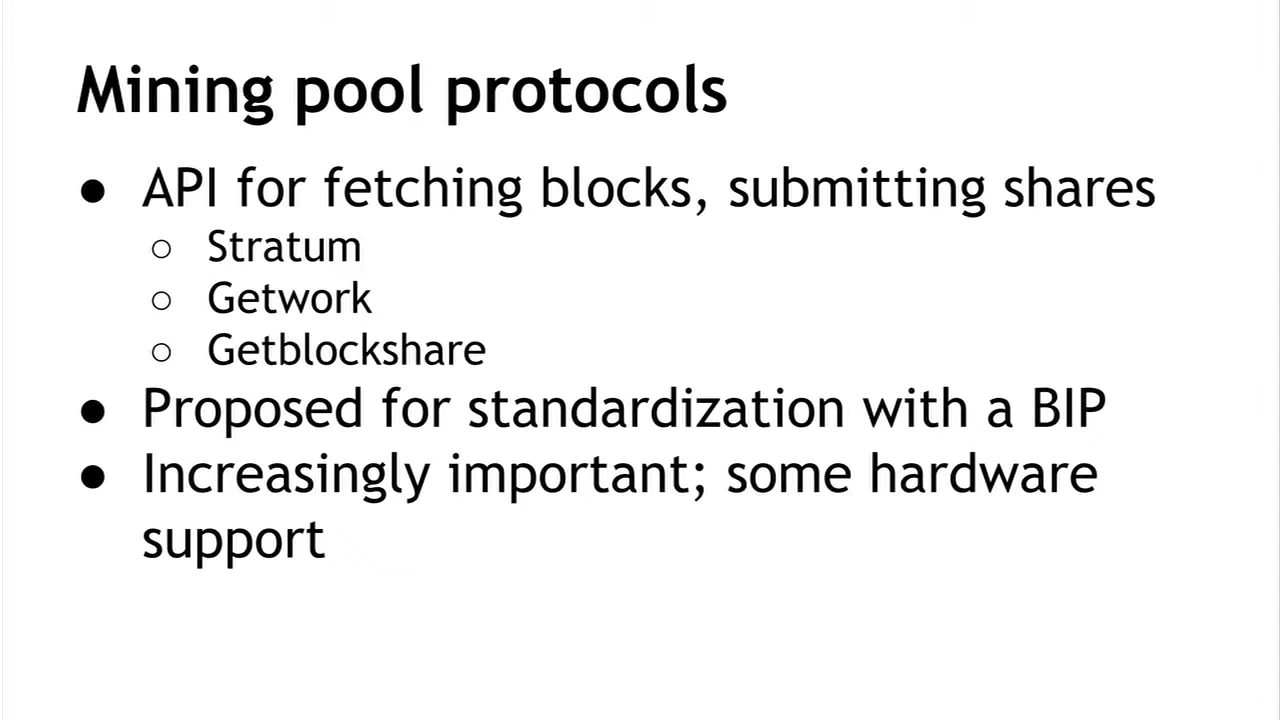 Mining pool protocols
● API for fetching blocks, submitting shares
○ Stratum
○ Getwork
○ Getblockshare
● Proposed for standardization with a BIP
● Increasingly important; some hardware
support